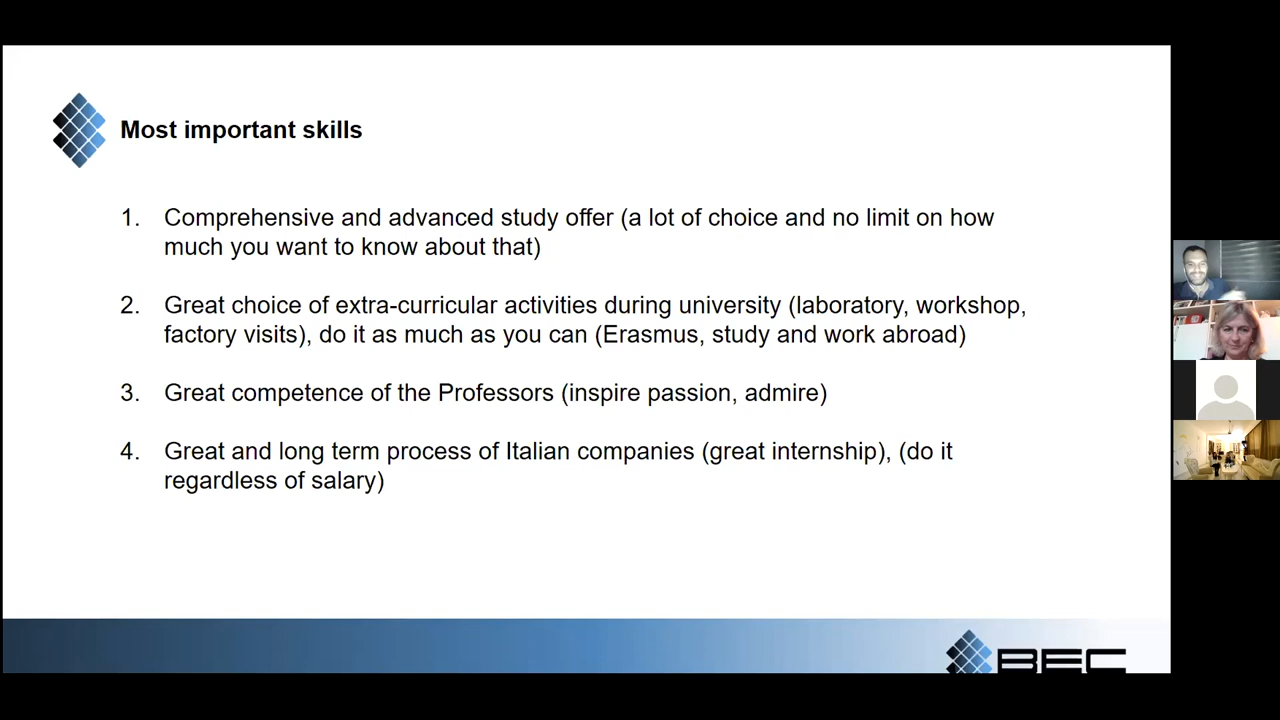 Most important skills
1. Comprehensive and advanced study offer (a lot of choice and no limit on how
much you want to know about that)
2. Great choice of extra-curricular activities during university (laboratory, workshop,
factory visits), do it as much as you can (Erasmus, study and work abroad)
3. Great competence of the Professors (inspire passion, admire)
4. Great and long term process of Italian companies (great internship), (do it
regardless of salary)
BEC